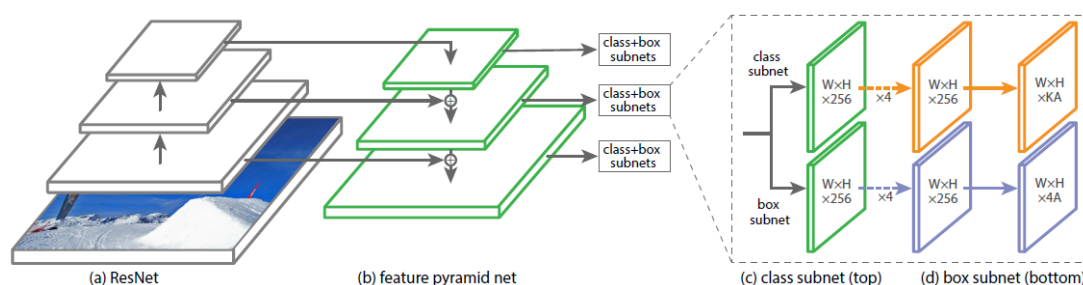 class+box
subnets
class+box
subnets
class+box
subnets
class
subnet
W×H
×256
×4
W×H
×256
W×H
×KA
box
subnet
W×H
×256
×4
W×H
×256
W×H
×4A
(a) ResNet
(b) feature pyramid net
(c) class subnet (top)
(d) box subnet (bottom)